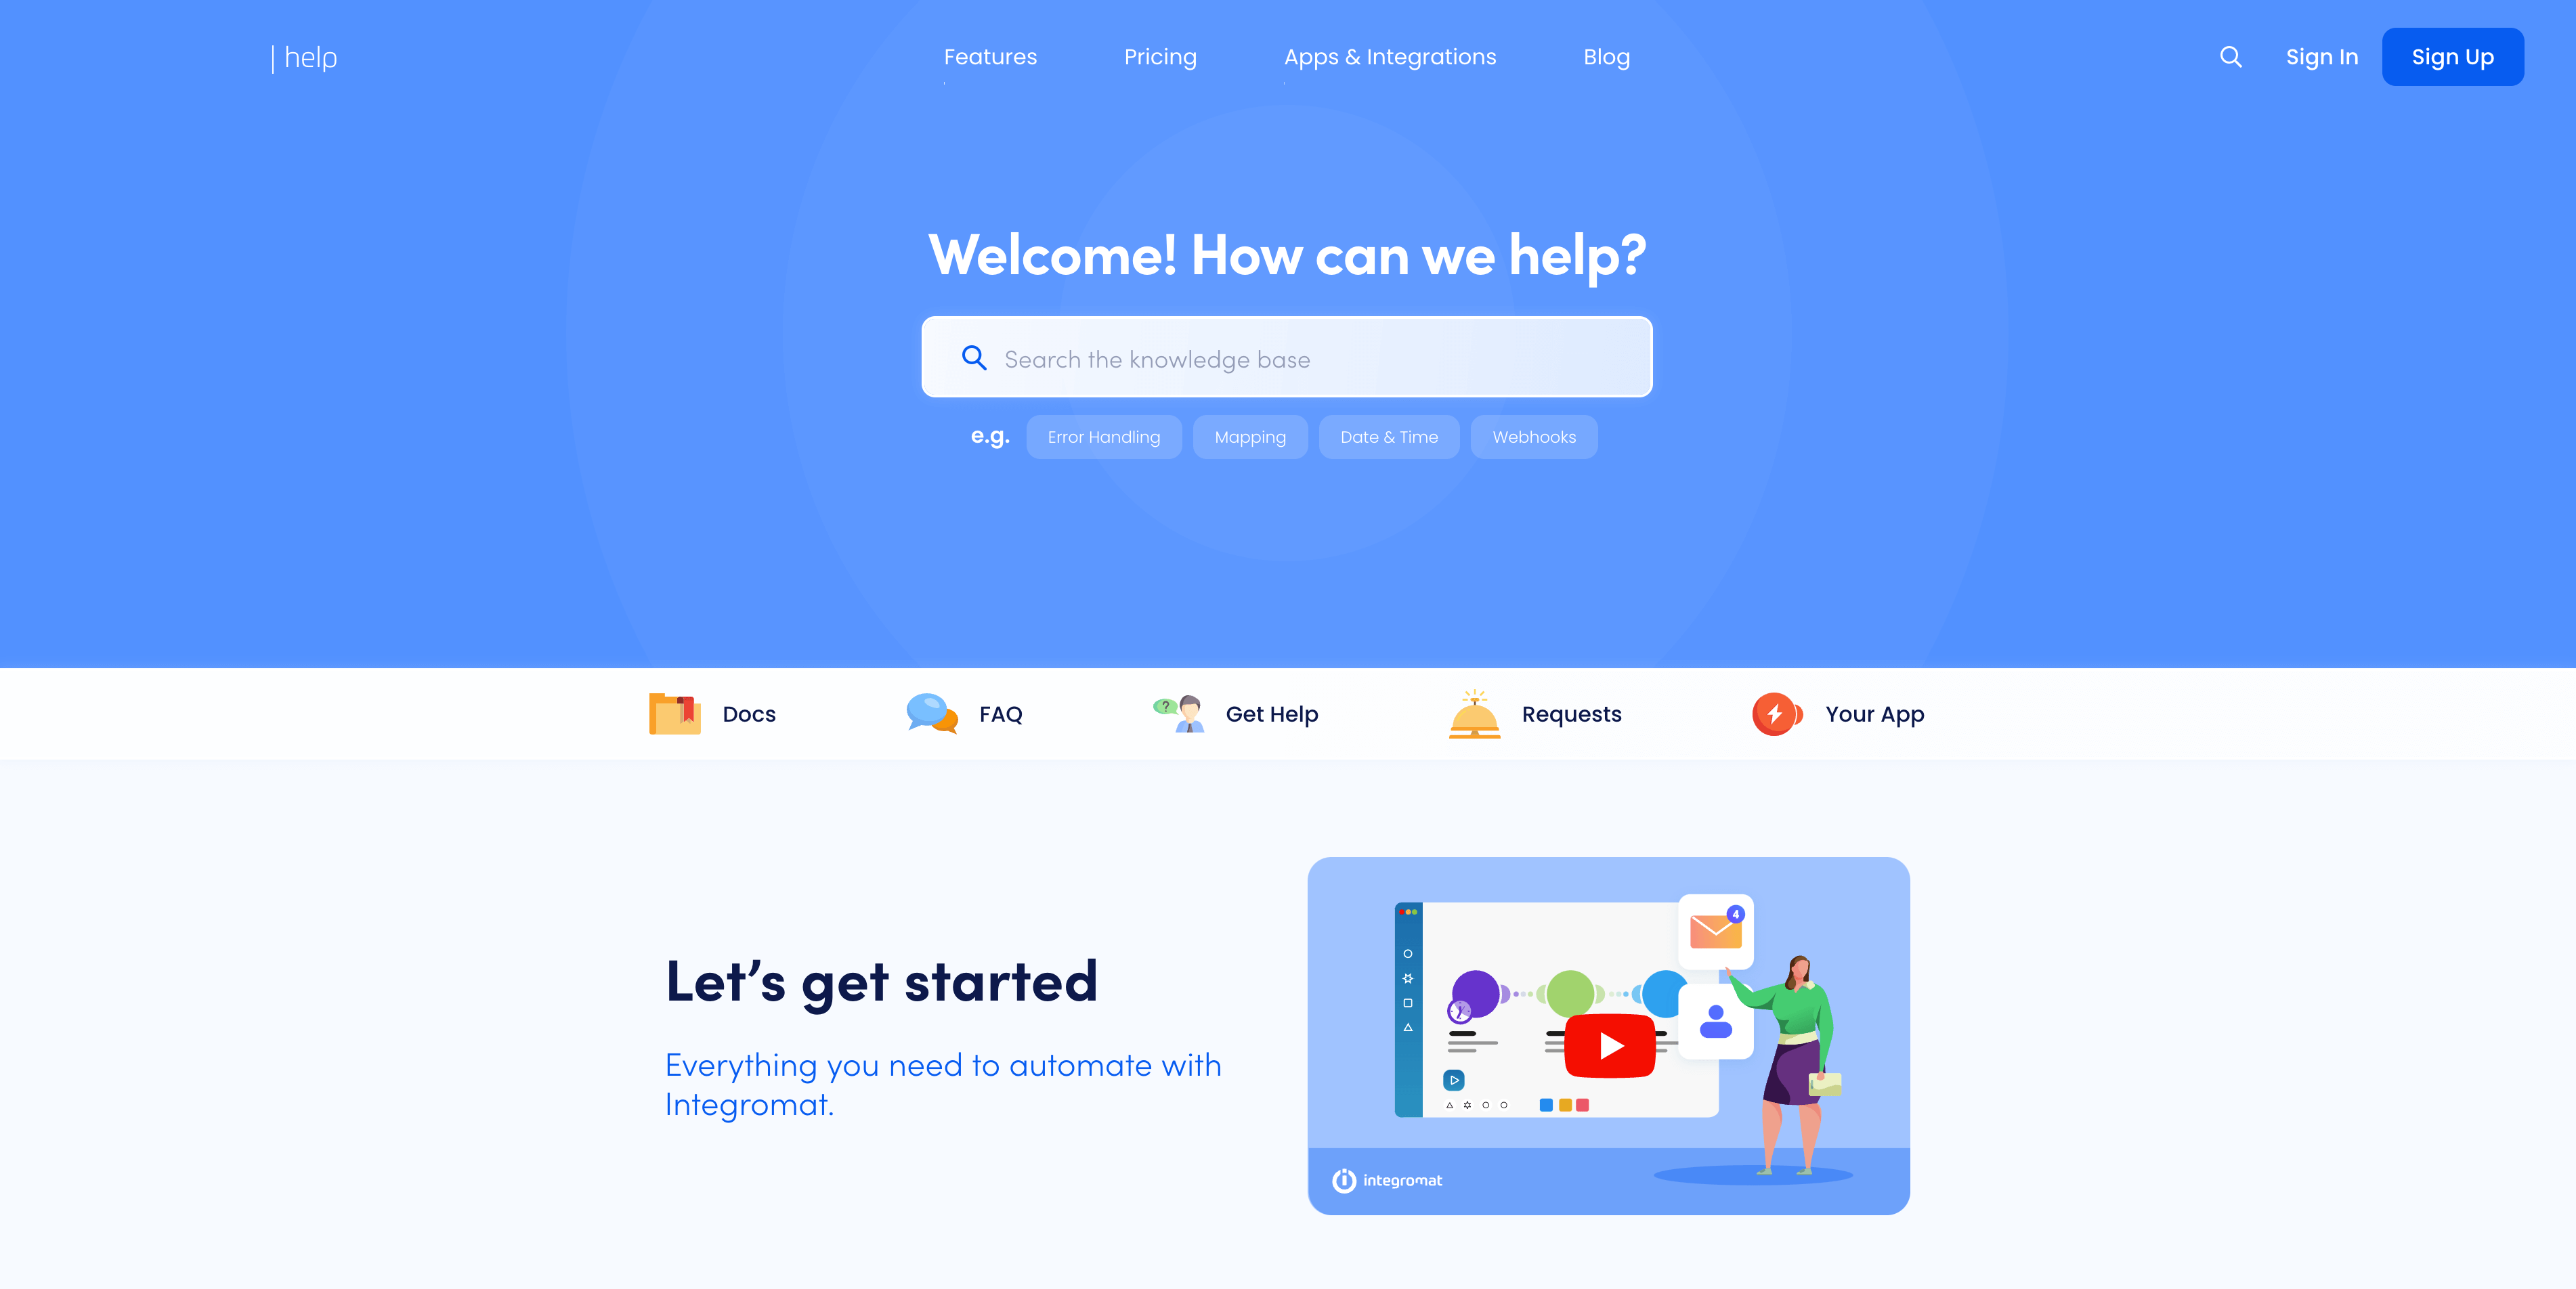 | help
Features
Pricing
Apps & Integrations
Blog
Sign In
Sign Up
Welcome! How can we help?
Search the knowledge base
e.g.
Error Handling
Mapping
Date & Time
Webhooks
Docs
FAQ
?
Get Help
Requests
Your App
Let’s get started
Everything you need to automate with
Integromat.
4
integromat